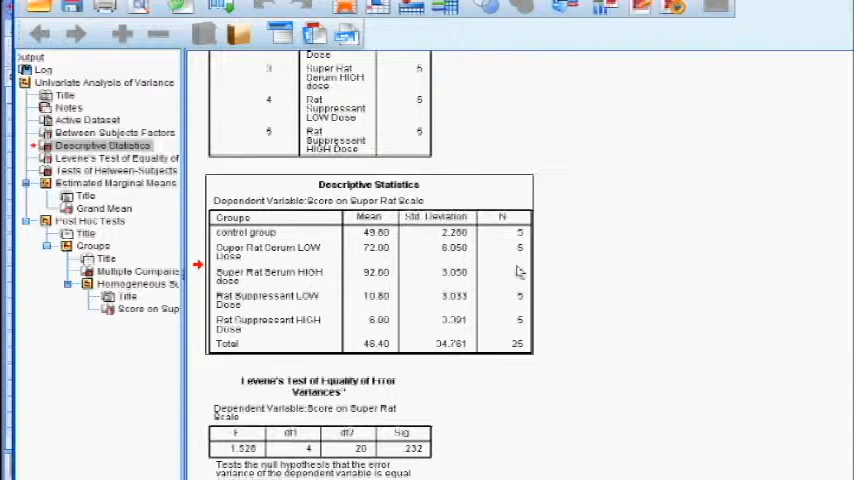 Output
Log
Univariate Analysis of Variance
Title
Notes
Active Dataset
Between Subjects Factors
Descriptive Statistics
Levene's Test of Equality of
Tests of Between-Subjects
Estimated Marginal Means
Title
Grand Mean
Post Hoc Tests
Title
Groups
Title
Multiple Comparis
Homogeneous Su
Title
Score on Sup
Dose
3 Super Rat 5
Serum HIGH
dose
4 Rat 5
Suppressant
LOW Dose
5 Rat 5
Suppressant
HIGH Dose
Descriptive Statistics
Dependent Variable:Score on Super Rat Scale
Groups Mean Std. Deviation N
control group 49.60 2.280 5
Super Rat Serum LOW 72.00 5
Dose
Super Rat Serum HIGH 92.60 3.050
dose
Rat Suppressant LOW 10.80 3.033 5
Dose
Rat Suppressant HIGH 6.00 3.391 5
Dose
Total 46.40 34.781 25
Levene's Test of Equality of Error
Variances
Dependent Variable:Score on Super Rat
Scale
F df1 df2 Sig.
4 20 .232
Tests the null hypothesis that the error
variance of the dependent variable is equal